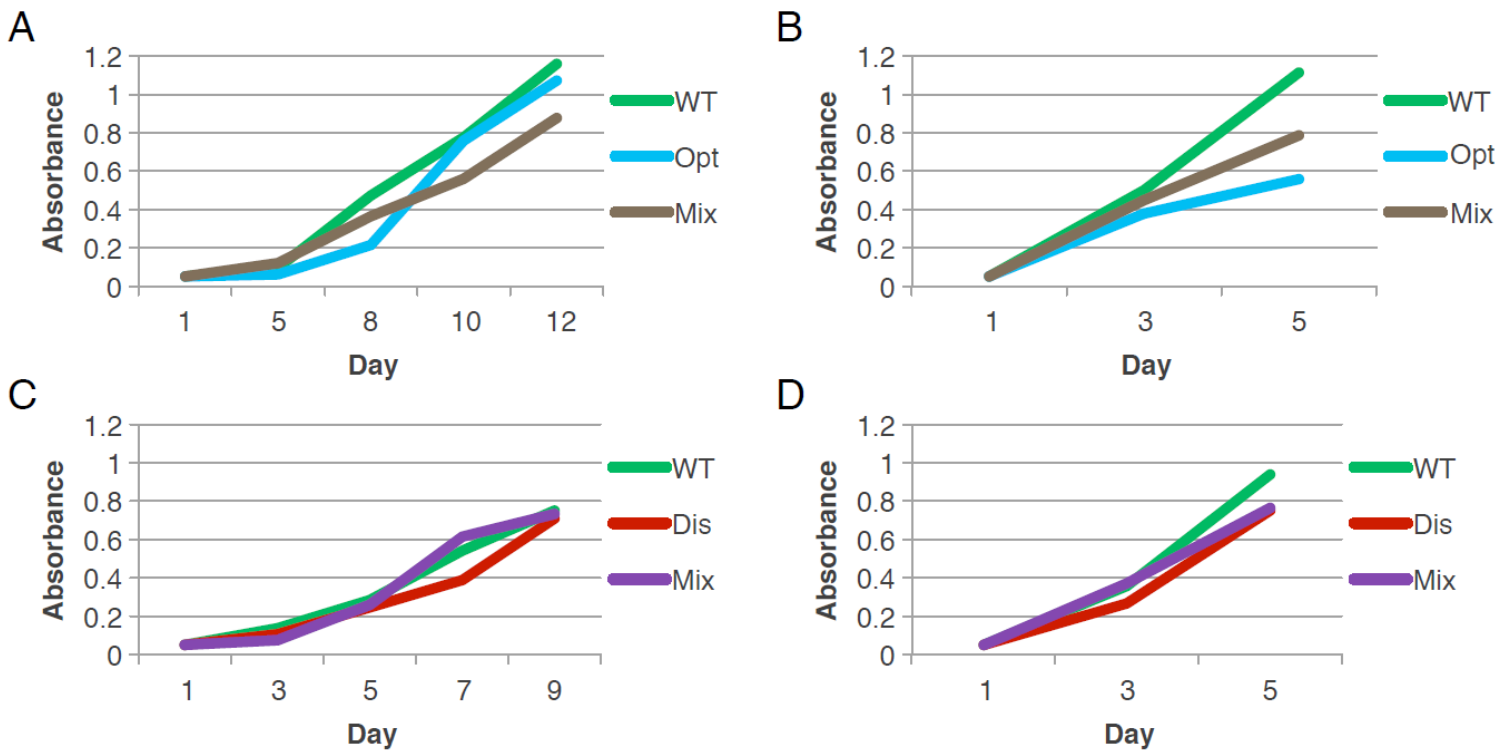 A
Absorbance
1.2
1
0.8
0.6
0.4
0.2
0
1 5 8 10 12
Day
WT
Opt
Mix
B
Absorbance
1.2
1
0.8
0.6
0.4
0.2
0
1 3 5
Day
WT
Opt
Mix
C
Absorbance
1.2
1
0.8
0.6
0.4
0.2
0
1 3 5 7 9
Day
WT
Dis
Mix
D
Absorbance
1.2
1
0.8
0.6
0.4
0.2
0
1 3 5
Day
WT
Dis
Mix